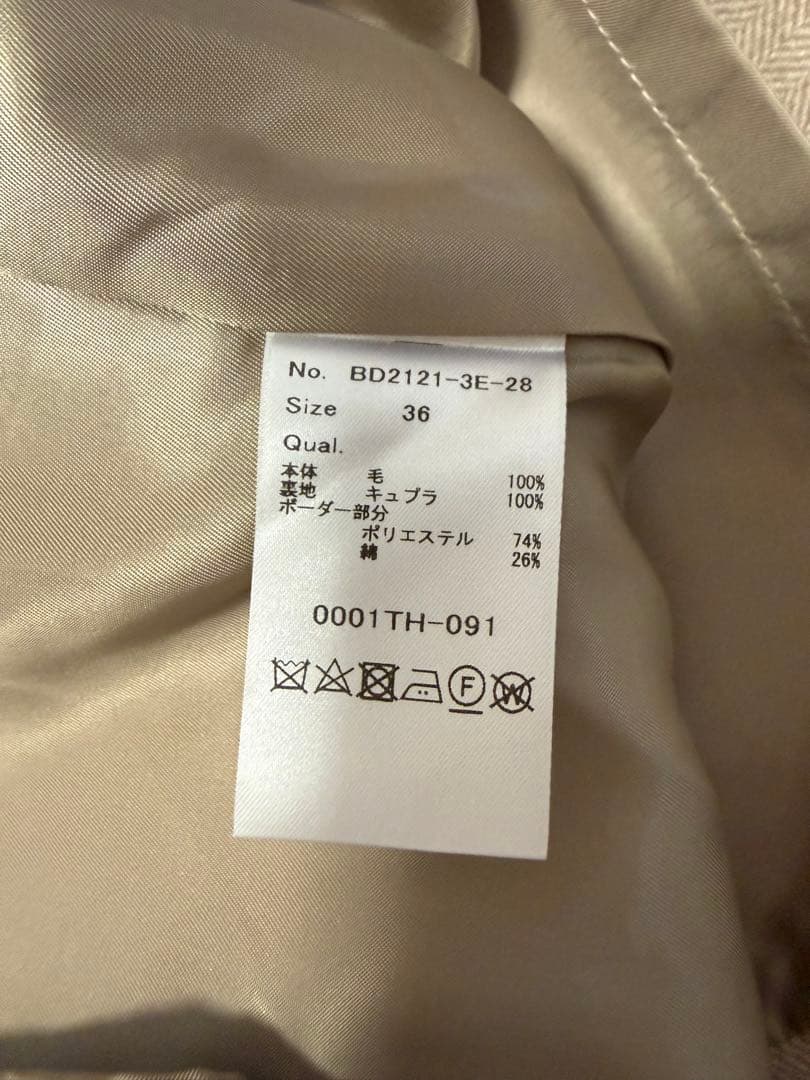 No. BD2121-3E-28
Size 36
Qual.
本体 毛 100%
裏地 キュプラ 100%
ボーダー部分
ポリエステル 74%
綿 26%
0001TH-091
F W